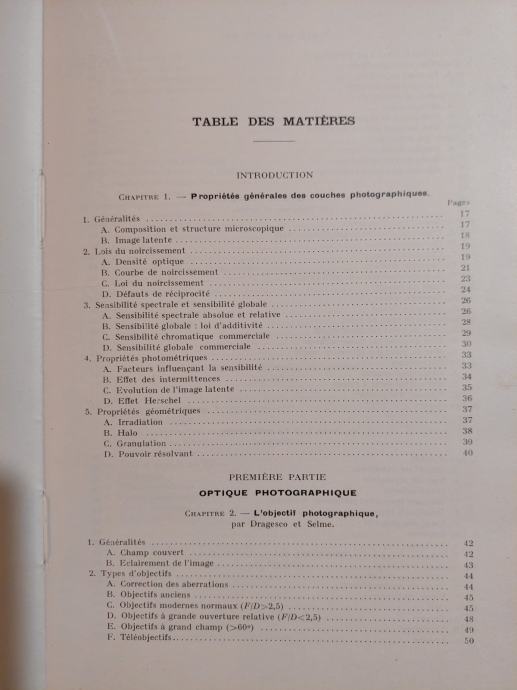 TABLE DES MATIÈRES
INTRODUCTION
CHAPITRE 1. — Propriétés générales des couches photographiques.
Pages
1. Généralités 17
A. Composition et structure microscopique 17
B. Image latente 18
2. Lois du noircissement 19
A. Densité optique 19
B. Courbe de noircissement 21
C. Loi du noircissement 23
D. Défauts de réciprocité 24
3. Sensibilité spectrale et sensibilité globale 26
A. Sensibilité spectrale absolue et relative 26
B. Sensibilité globale : loi d'additivité 28
C. Sensibilité chromatique commerciale 29
D. Sensibilité globale commerciale 30
4. Propriétés photométriques 33
A. Facteurs influençant la sensibilité 33
B. Effet des intermittences 34
C. Evolution de l'image latente 35
D. Effet Herschel 36
5. Propriétés géométriques 37
A. Irradiation 37
B. Halo 38
C. Granulation 39
D. Pouvoir résolvant 40
PREMIÈRE PARTIE
OPTIQUE PHOTOGRAPHIQUE
CHAPITRE 2. — L'objectif photographique,
par Dragesco et Selme.
1. Généralités 42
A. Champ couvert 42
B. Eclairement de l'image 43
2. Types d'objectifs 44
A. Correction des aberrations 44
B. Objectifs anciens 45
C. Objectifs modernes normaux (F/D>2,5) 45
D. Objectifs à grande ouverture relative (F/D<2,5) 48
E. Objectifs à grand champ (>60°) 49
F. Téléobjectifs 50